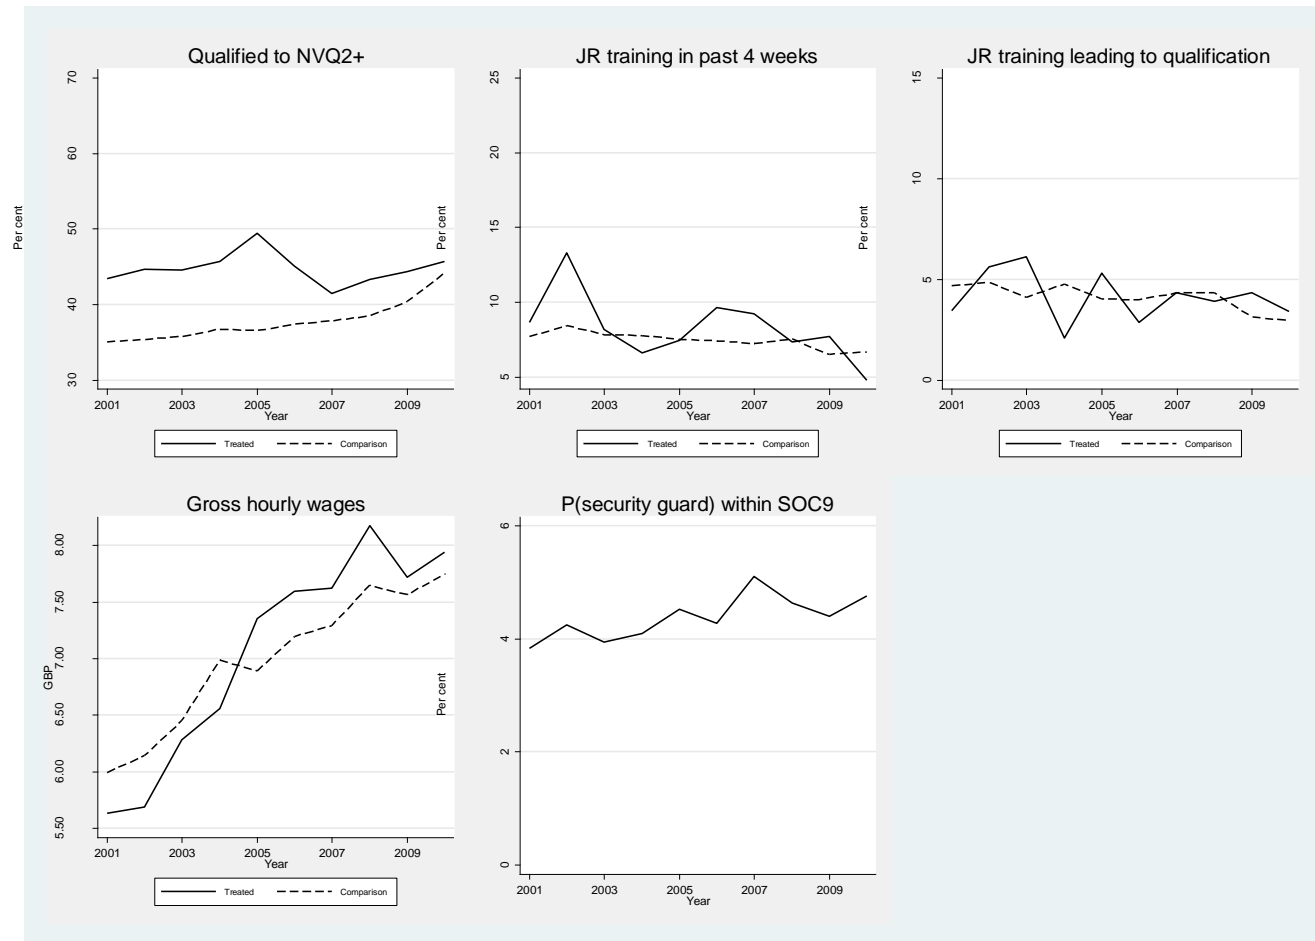 Qualified to NVQ2+
Per cent
70
60
50
40
30
2001 2003 2005 2007 2009
Year
Treated Comparison
JR training in past 4 weeks
Per cent
25
20
15
10
5
2001 2003 2005 2007 2009
Year
Treated Comparison
JR training leading to qualification
Per cent
15
10
5
0
2001 2003 2005 2007 2009
Year
Treated Comparison
Gross hourly wages
GBP
8.00
7.50
7.00
6.50
6.00
5.50
2001 2003 2005 2007 2009
Year
Treated Comparison
P(security guard) within SOC9
Per cent
6
4
2
0
2001 2003 2005 2007 2009
Year